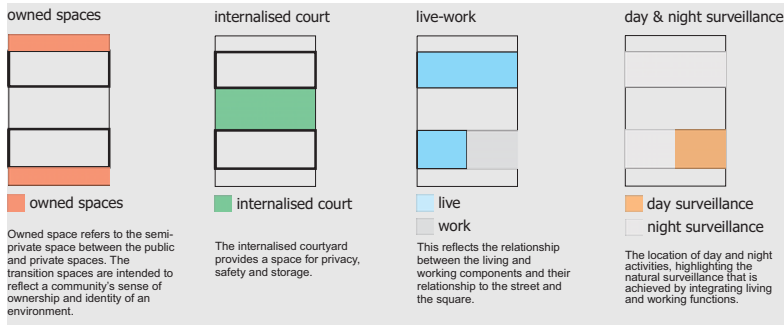 owned spaces
internalised court
live-work
day & night surveillance
owned spaces
Owned space refers to the semi-
private space between the public
and private spaces. The
transition spaces are intended to
reflect a community's sense of
ownership and identity of an
environment.
internalised court
The internalised courtyard
provides a space for privacy,
safety and storage.
live
work
This reflects the relationship
between the living and
working components and their
relationship to the street and
the square.
day surveillance
night surveillance
The location of day and night
activities, highlighting the
natural surveillance that is
achieved by integrating living
and working functions.